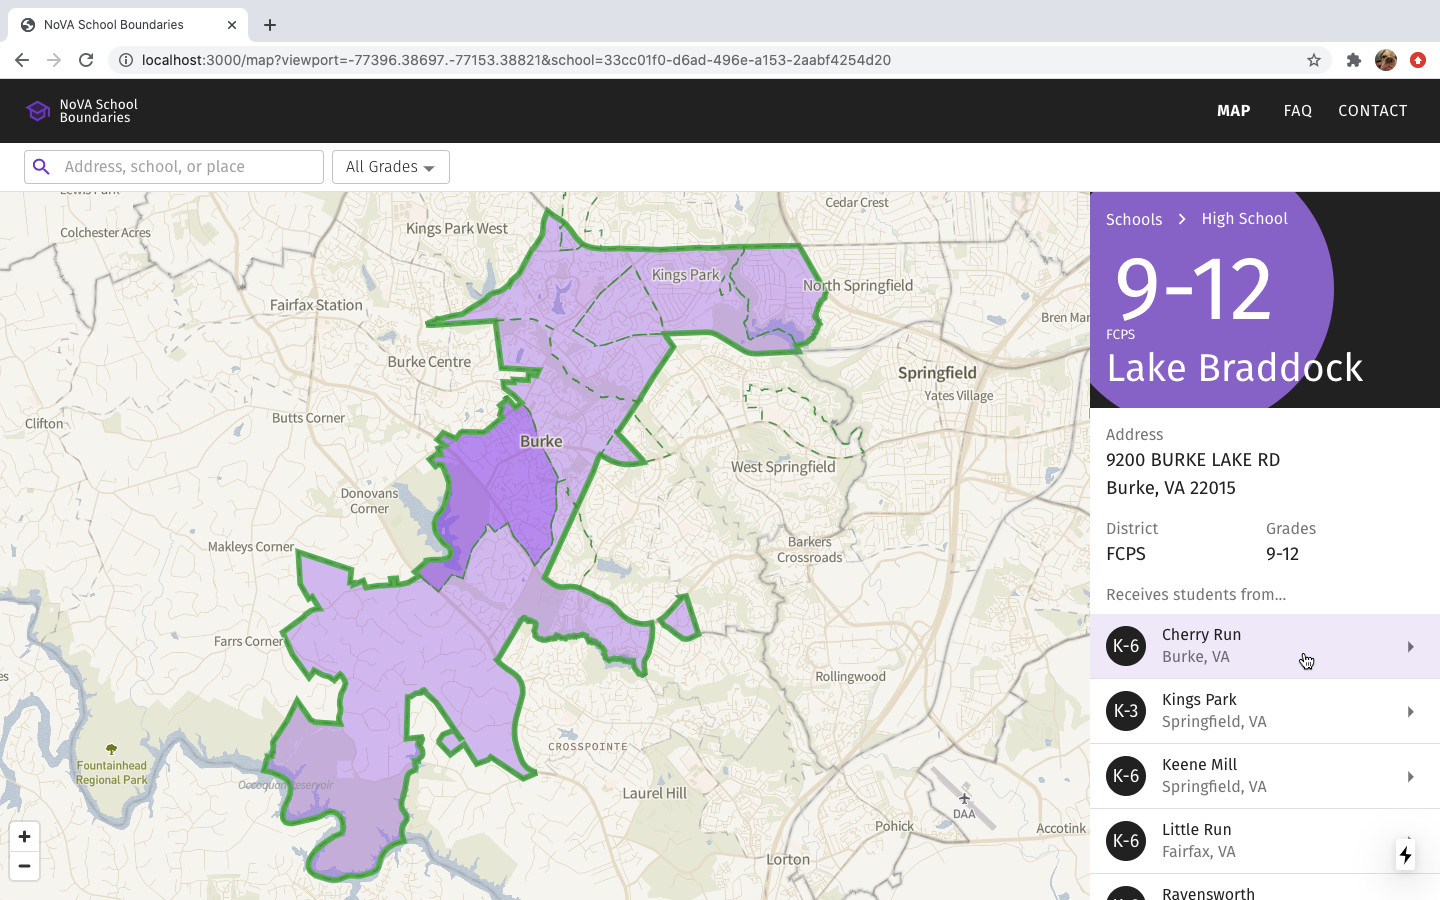 NoVA School Boundaries
localhost:3000/map?viewport=-77396.38697.-77153.38821&school=33cc01f0-d6ad-496e-a153-2aabf4254d20
NoVA School
Boundaries
MAP
FAQ
CONTACT
Address, school, or place
All Grades
Lewis Park
Cedar Crest
Colchester Acres
Kings Park West
1
Kings Park
North Springfield
Fairfax Station
Bren Mar
Burke Centre
Springfield
Yates Village
Butts Corner
Clifton
Burke
West Springfield
Donovans
Corner
Makleys Corner
Barkers
Crossroads
Farrs Corner
es
Rollingwood
CROSSPOINTE
Fountainhead
Regional Park
Occoquan Reservoir
Laurel Hill
DAA
Pohick
Accotink
Lorton
+
−
Schools
High School
9-12
FCPS
Lake Braddock
Address
9200 BURKE LAKE RD
Burke, VA 22015
District
Grades
FCPS
9-12
Receives students from...
K-6
Cherry Run
Burke, VA
K-3
Kings Park
Springfield, VA
K-6
Keene Mill
Springfield, VA
K-6
Little Run
Fairfax, VA
Ravensworth